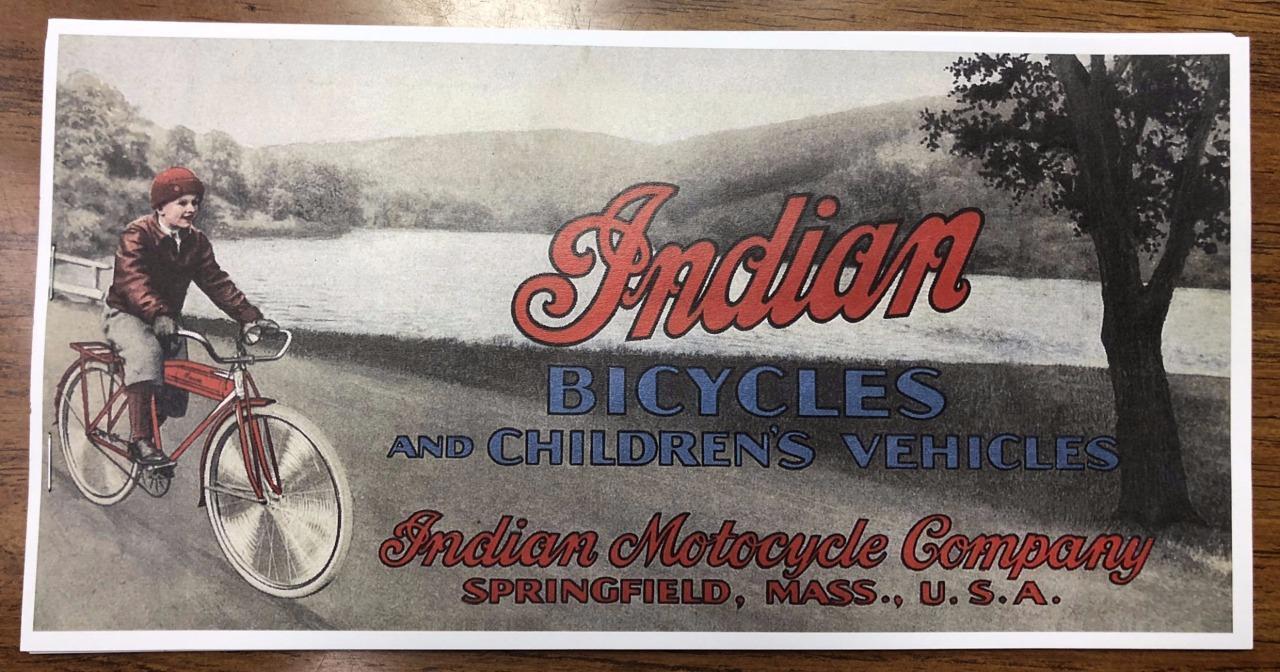 Indian
BICYCLES
AND CHILDREN'S VEHICLES
Indian Motocycle Company
SPRINGFIELD, MASS., U.S.A.